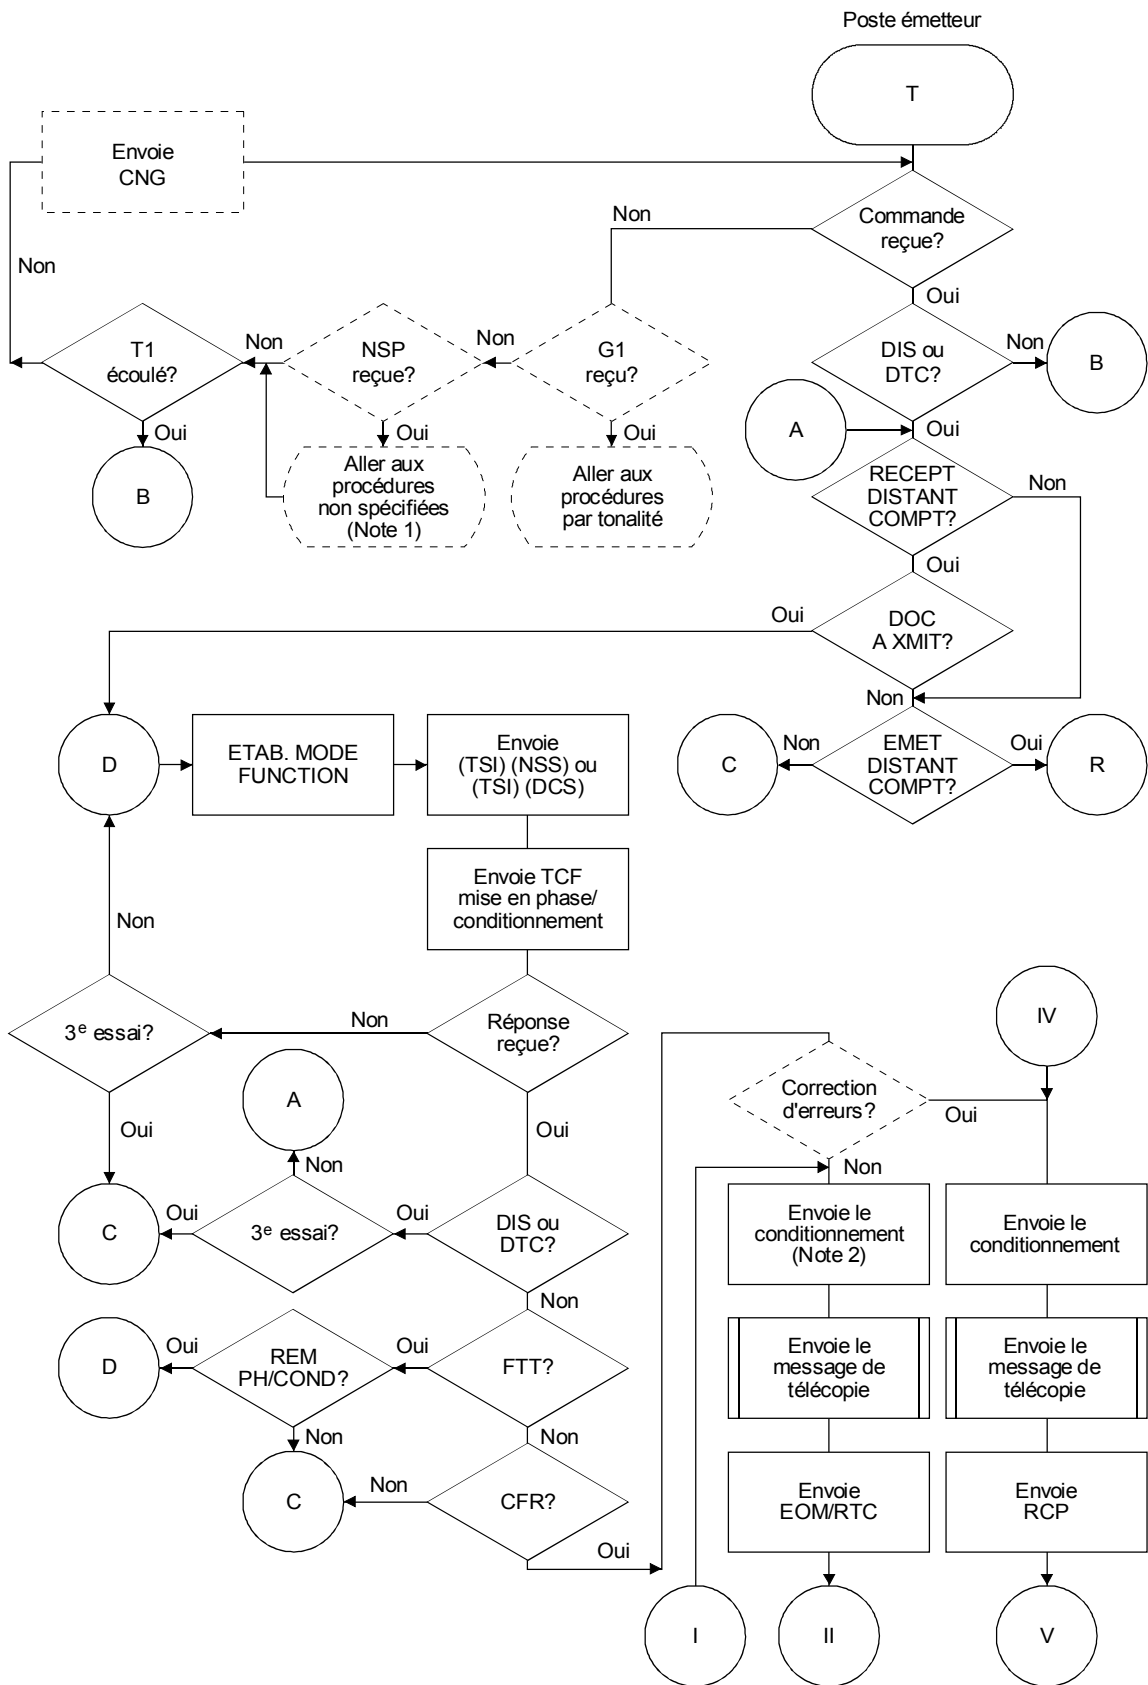 Poste émetteur
T
Envoie
CNG
Non
Commande
reçue?
Non
Oui
T1
écoulé?
Non
NSP
reçue?
Non
G1
reçu?
DIS ou
DTC?
Non
B
Oui
Oui
Oui
A
Oui
B
Aller aux
procédures
non spécifiées
(Note 1)
Aller aux
procédures
par tonalité
RECEPT
DISTANT
COMPT?
Non
Oui
Oui
DOC
A XMIT?
Non
D
ETAB. MODE
FUNCTION
Envoie
(TSI) (NSS) ou
(TSI) (DCS)
C
Non
EMET
DISTANT
COMPT?
Oui
R
Envoie TCF
mise en phase/
conditionnement
Non
3e essai?
Non
Réponse
reçue?
IV
Correction
d'erreurs?
Oui
A
Oui
Oui
Non
Non
C
Oui
3e essai?
Oui
DIS ou
DTC?
Envoie le
conditionnement
(Note 2)
Envoie le
conditionnement
Non
D
Oui
REM
PH/COND?
Oui
FTT?
Envoie le
message de
télécopie
Envoie le
message de
télécopie
Non
Non
C
Non
CFR?
Envoie
EOM/RTC
Envoie
RCP
Oui
I
II
V